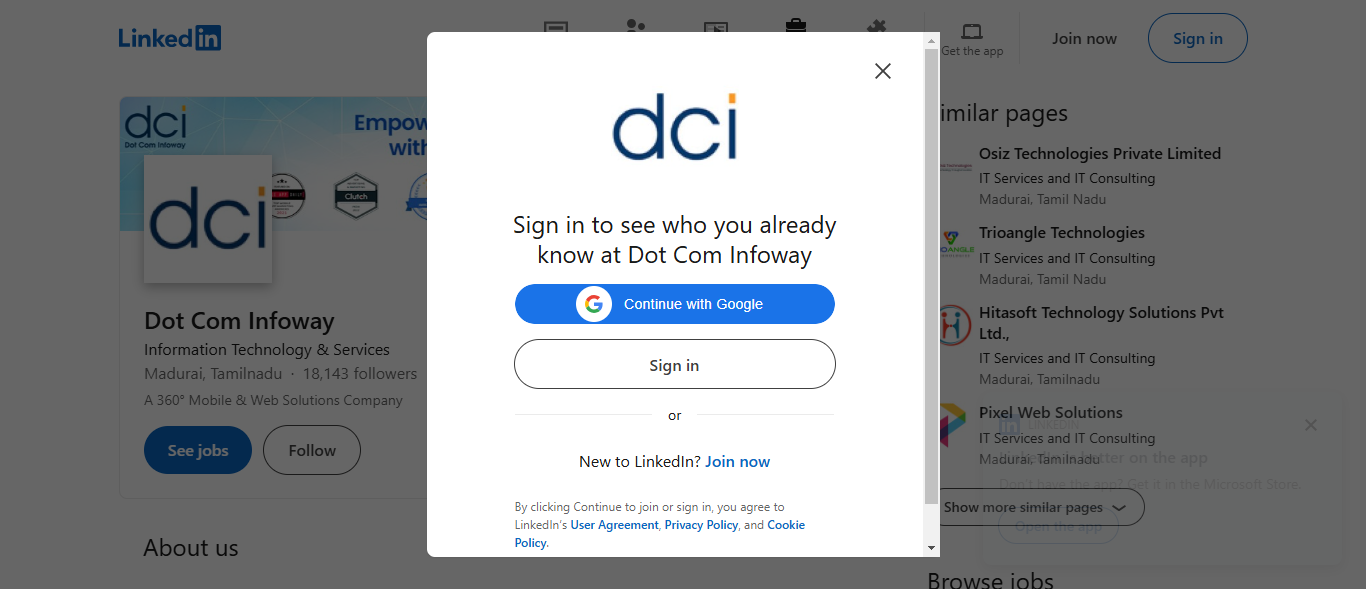 LinkedIn
Get the app
Join now
Sign in
dci
Dot Com Infoway
Empow
with
Clutch
dci
Dot Com Infoway
Information Technology & Services
Madurai, Tamilnadu · 18,143 followers
A 360° Mobile & Web Solutions Company
See jobs
Follow
About us
dci
Sign in to see who you already
know at Dot Com Infoway
Continue with Google
Sign in
or
New to LinkedIn? Join now
By clicking Continue to join or sign in, you agree to
LinkedIn's User Agreement, Privacy Policy, and Cookie
Policy.
imilar pages
Osiz Technologies Private Limited
IT Services and IT Consulting
Madurai, Tamil Nadu
Trioangle Technologies
IT Services and IT Consulting
Madurai, Tamil Nadu
Hitasoft Technology Solutions Pvt
Ltd.,
IT Services and IT Consulting
Madurai, Tamilnadu
Pixel Web Solutions
IT Services and IT Consulting
Madurai, Tamilnadu
Show more similar pages
LINKEDIN
LinkedIn is better on the app
Don't have the app? Get it in the Microsoft Store.
Open the app
Browse jobs